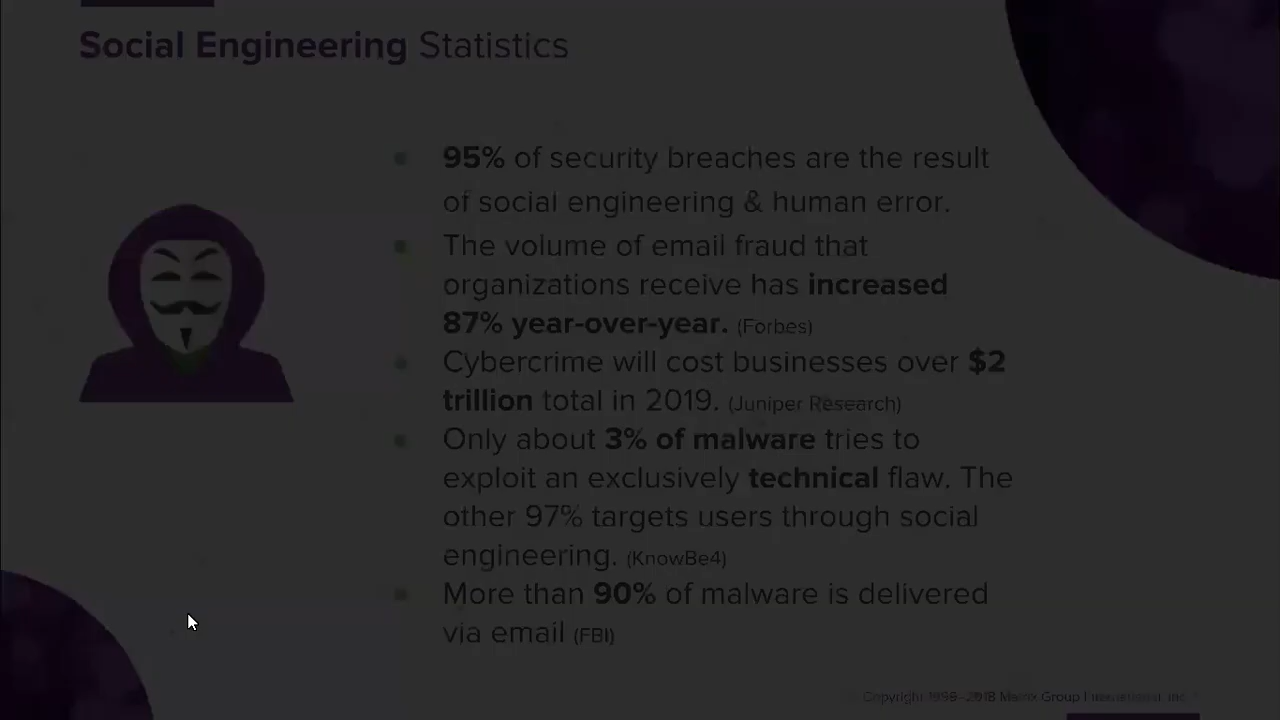 Social Engineering Statistics
95% of security breaches are the result
of social engineering & human error.
The volume of email fraud that
organizations receive has increased
87% year-over-year. (Forbes)
Cybercrime will cost businesses over $2
trillion total in 2019. (Juniper Research)
Only about 3% of malware tries to
exploit an exclusively technical flaw. The
other 97% targets users through social
engineering. (KnowBe4)
More than 90% of malware is delivered
via email (FBI)
Copyright Group